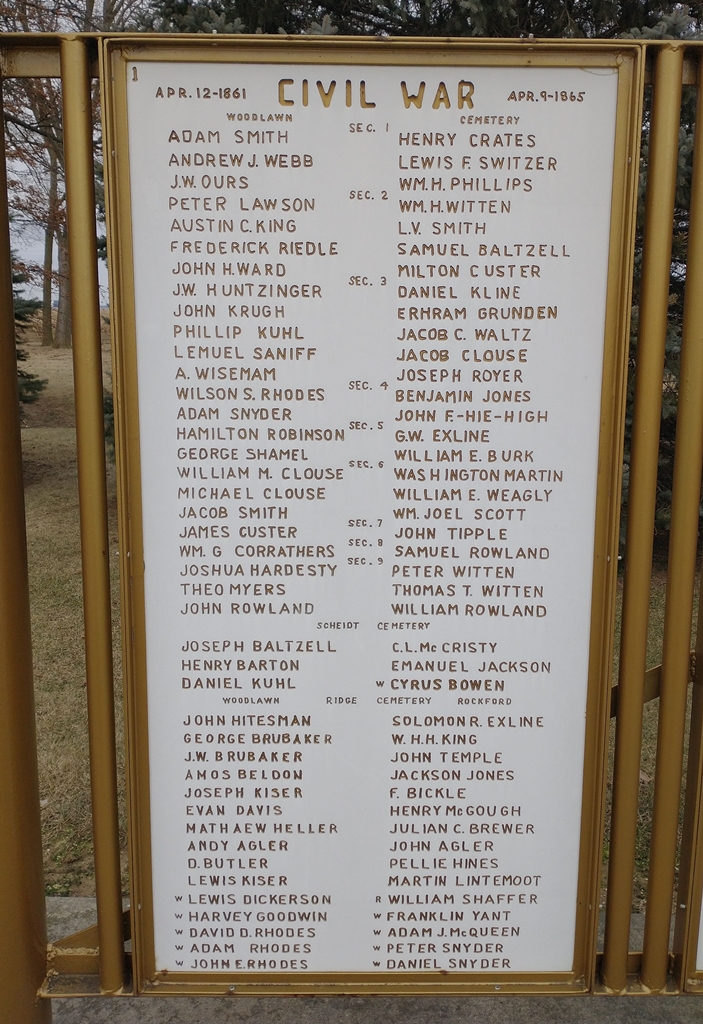 1
APR. 12-1861 CIVIL WAR APR. 9-1865
WOODLAWN CEMETERY
SEC. 1
ADAM SMITH HENRY CRATES
ANDREW J. WEBB LEWIS F. SWITZER
J.W. OURS WM. H. PHILLIPS
SEC. 2
PETER LAWSON WM. H. WITTEN
AUSTIN C. KING L.V. SMITH
FREDERICK RIEDLE SAMUEL BALTZELL
JOHN H. WARD MILTON CUSTER
SEC. 3
J.W. HUNTZINGER DANIEL KLINE
JOHN KRUGH ERHRAM GRUNDEN
PHILLIP KUHL JACOB C. WALTZ
LEMUEL SANIFF JACOB CLOUSE
A. WISEMAM JOSEPH ROYER
SEC. 4
WILSON S. RHODES BENJAMIN JONES
ADAM SNYDER JOHN F.-HIE-HIGH
SEC. 5
HAMILTON ROBINSON G.W. EXLINE
GEORGE SHAMEL WILLIAM E. BURK
SEC. 6
WILLIAM M. CLOUSE WASHINGTON MARTIN
MICHAEL CLOUSE WILLIAM E. WEAGLY
JACOB SMITH WM. JOEL SCOTT
SEC. 7
JAMES CUSTER JOHN TIPPLE
SEC. 8
WM. G CORRATHERS SAMUEL ROWLAND
SEC. 9
JOSHUA HARDESTY PETER WITTEN
THEO MYERS THOMAS T. WITTEN
JOHN ROWLAND WILLIAM ROWLAND
SCHEIDT CEMETERY
JOSEPH BALTZELL C.L. Mc CRISTY
HENRY BARTON EMANUEL JACKSON
DANIEL KUHL W CYRUS BOWEN
WOODLAWN RIDGE CEMETERY ROCKFORD
JOHN HITESMAN SOLOMON R. EXLINE
GEORGE BRUBAKER W. H. H. KING
J.W. BRUBAKER JOHN TEMPLE
AMOS BELDON JACKSON JONES
JOSEPH KISER F. BICKLE
EVAN DAVIS HENRY McGOUGH
MATHAEW HELLER JULIAN C. BREWER
ANDY AGLER JOHN AGLER
D. BUTLER PELLIE HINES
LEWIS KISER MARTIN LINTEMOOT
W LEWIS DICKERSON R WILLIAM SHAFFER
W HARVEY GOODWIN W FRANKLIN YANT
W DAVID D. RHODES W ADAM J. McQUEEN
W ADAM RHODES W PETER SNYDER
W JOHN E. RHODES W DANIEL SNYDER